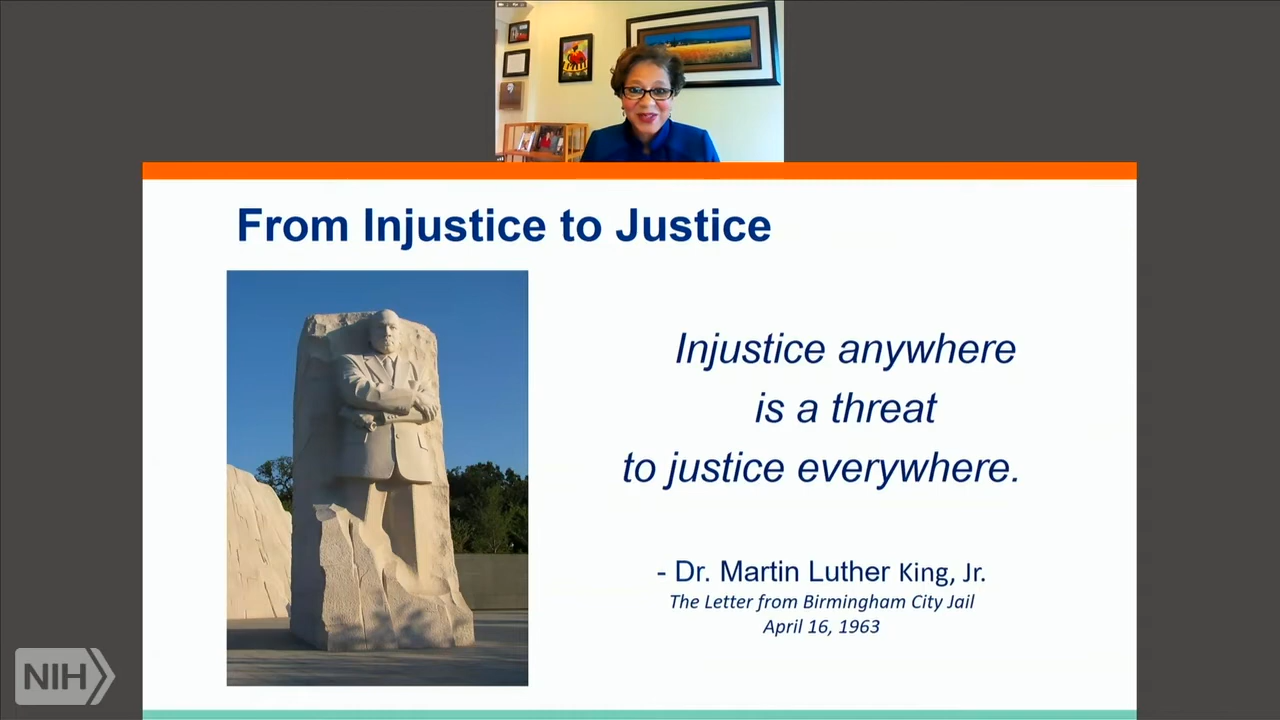 From Injustice to Justice
Injustice anywhere
is a threat
to justice everywhere.
- Dr. Martin Luther King, Jr.
The Letter from Birmingham City Jail
April 16, 1963
NIH